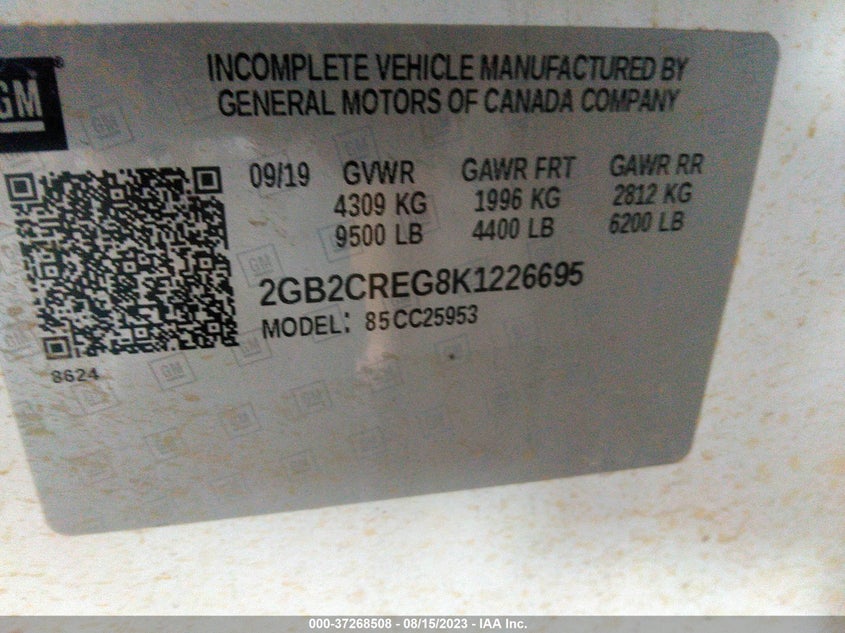 GM
INCOMPLETE VEHICLE MANUFACTURED BY
GENERAL MOTORS OF CANADA COMPANY
09/19 GVWR GAWR FRT GAWR RR
4309 KG 1996 KG 2812 KG
9500 LB 4400 LB 6200 LB
2GB2CREG8K1226695
MODEL: 85CC25953
8624
000-37268508 - 08/15/2023 - IAA Inc.